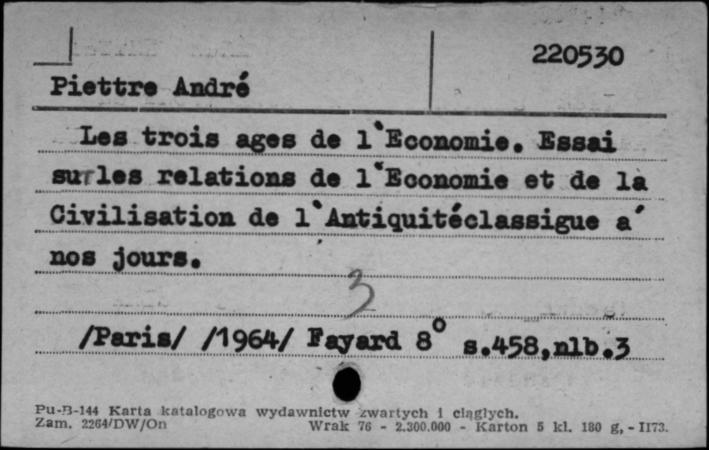 220530
Piettre André
Les trois ages de l`Economie. Essai
sur les relations de l`Economie et de la
Civilisation de l`Antiquitéclassigue a´
nos jours.
3
/Paris/ /1964/ Fayard 8° s.458,nlb.3
Pu-B-144 Karta katalogowa wydawnictw zwartych i ciągłych.
Zam. 2264/DW/On Wrak 76 - 2.300.000 - Karton 5 kl. 180 g, - II73.